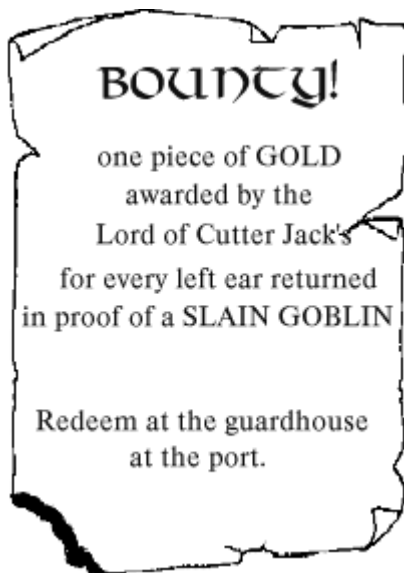 BOUNTY!
one piece of GOLD
awarded by the
Lord of Cutter Jack's
for every left ear returned
in proof of a SLAIN GOBLIN
Redeem at the guardhouse
at the port.